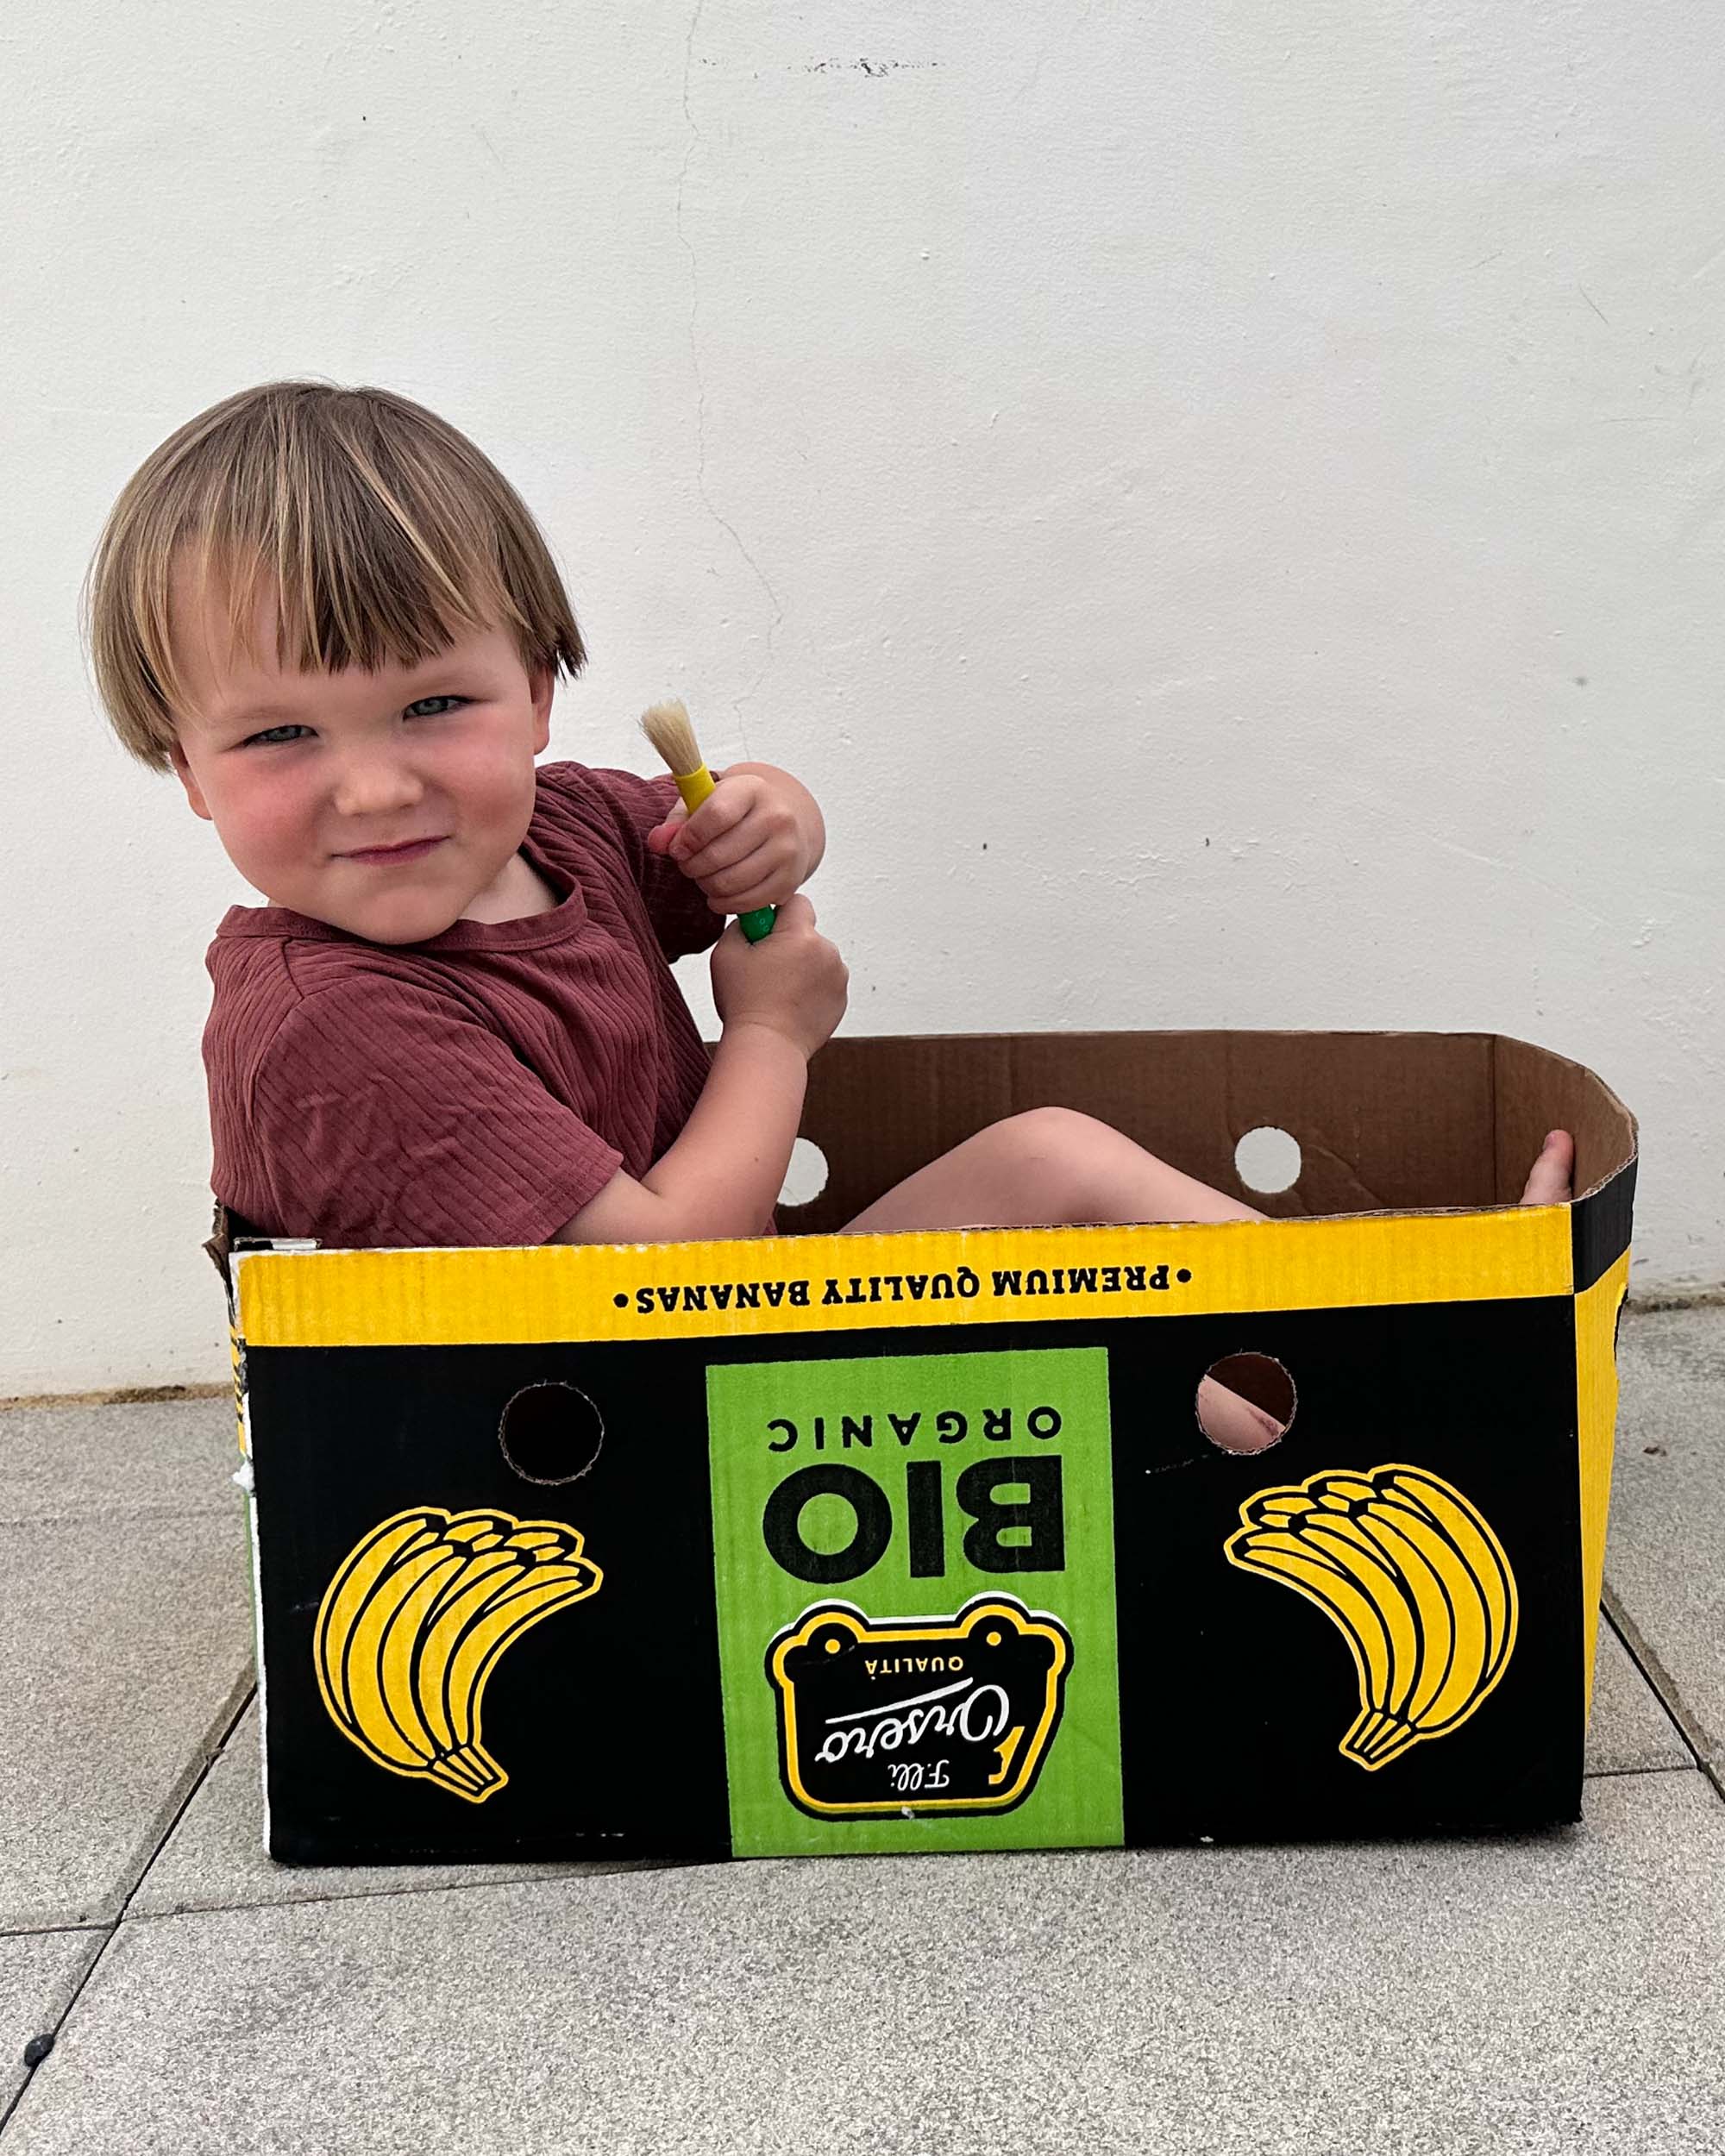 • PREMIUM QUALITY BANANAS •
F.lli
Orsero
QUALITÀ
BIO
ORGANIC